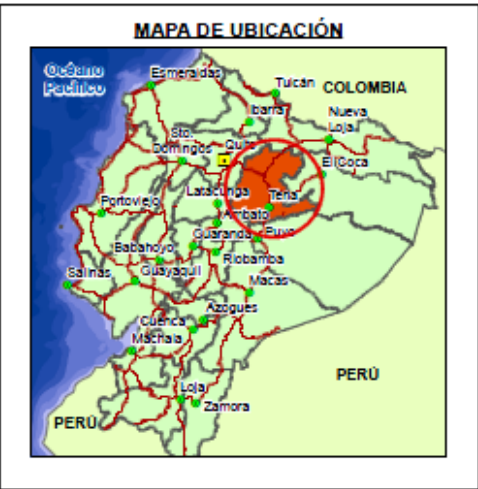 MAPA DE UBICACIÓN
Océano
Pacífico
Esmeraldas
Tulcán
COLOMBIA
Ibarra
Nueva
Loja
Sto.
Domingos
Quito
El Coca
Latacunga
Tena
Portoviejo
Ambato
Guaranda
Puyo
Babahoyo
Riobamba
Salinas
Guayaquil
Macas
Azogues
Cuenca
Machala
PERÚ
Loja
Zamora
PERÚ